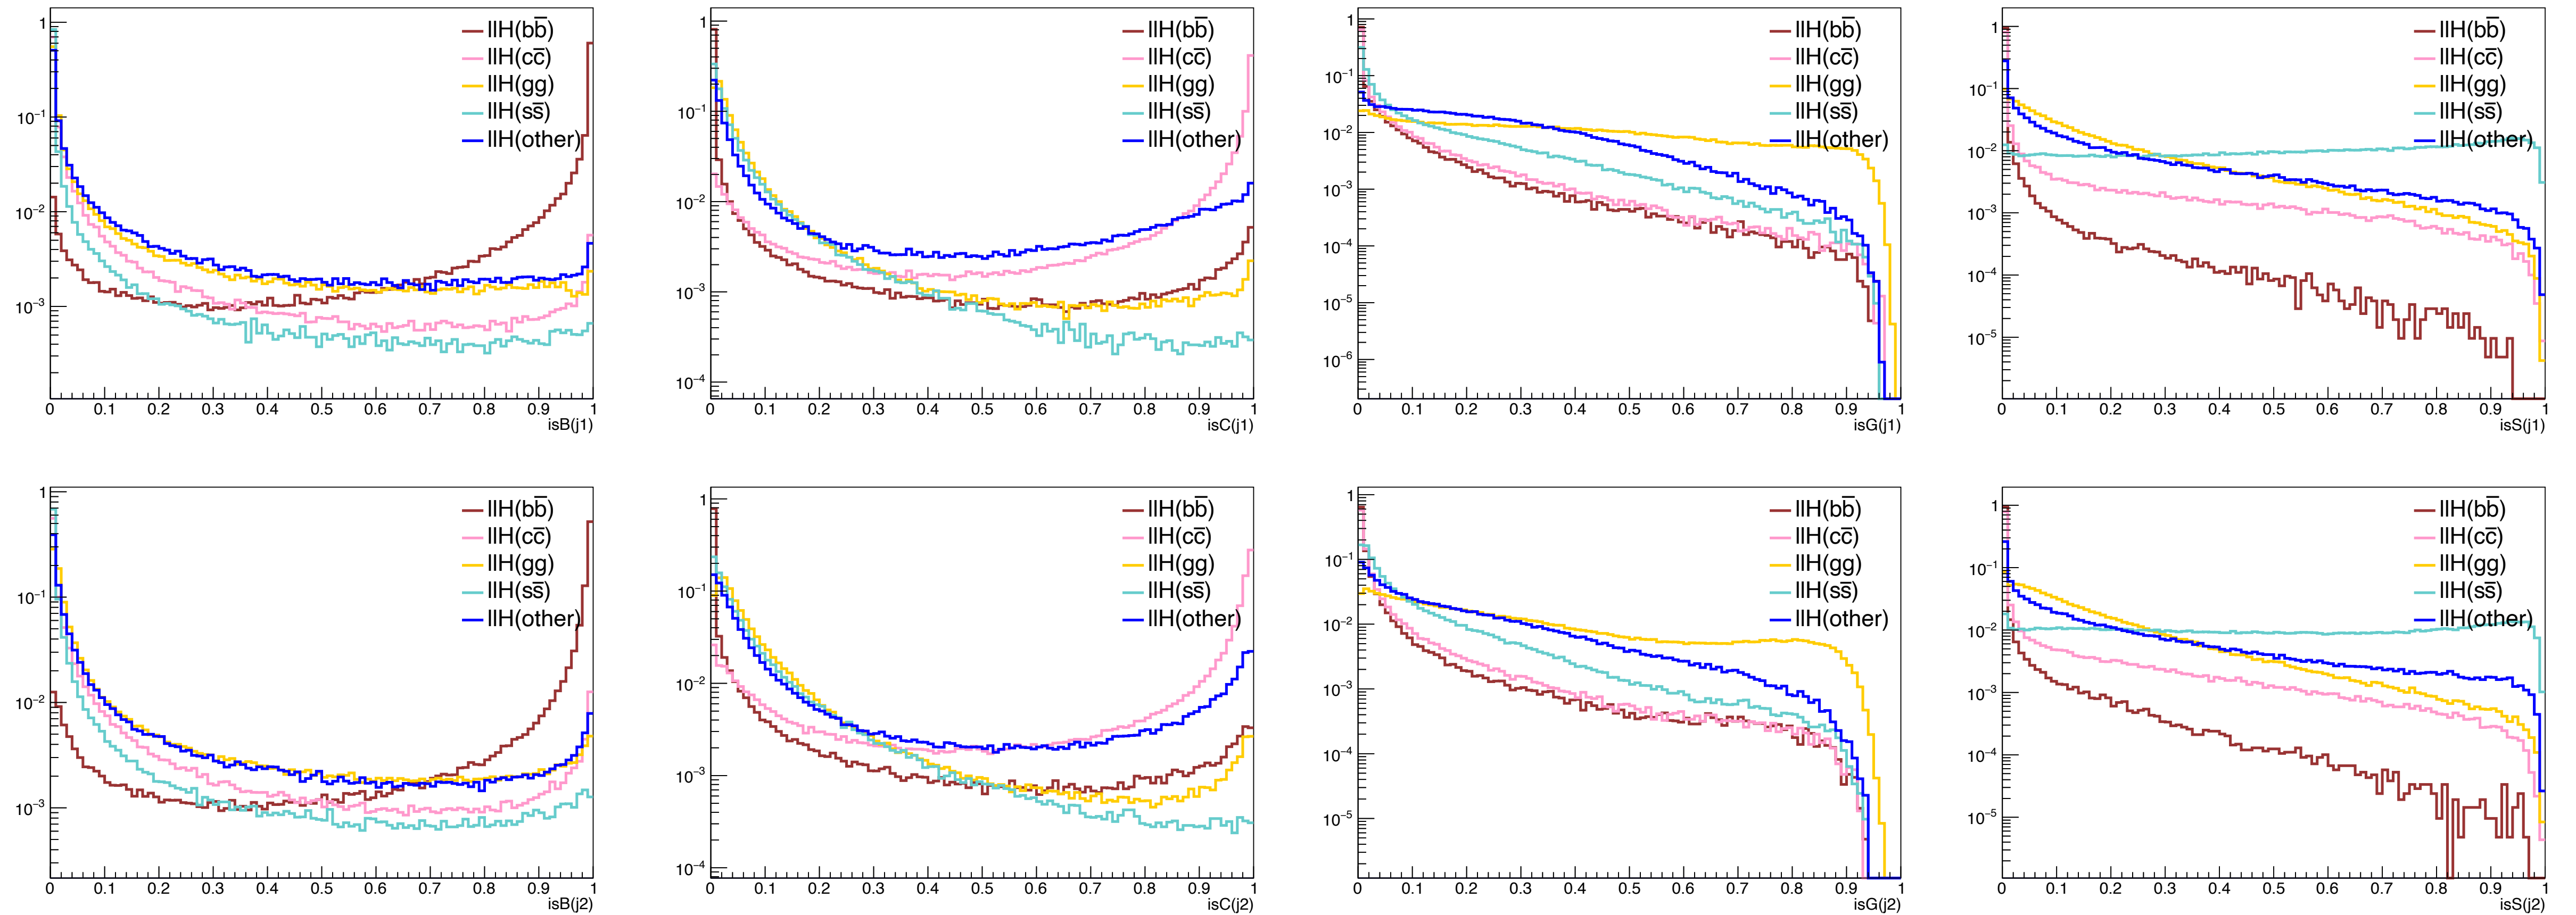 1
10⁻¹
10⁻²
10⁻³
llH(bb̅)
llH(cc̅)
llH(gg)
llH(ss̅)
llH(other)
0 0.1 0.2 0.3 0.4 0.5 0.6 0.7 0.8 0.9 1
isB(j1)
1
10⁻¹
10⁻²
10⁻³
10⁻⁴
llH(bb̅)
llH(cc̅)
llH(gg)
llH(ss̅)
llH(other)
0 0.1 0.2 0.3 0.4 0.5 0.6 0.7 0.8 0.9 1
isC(j1)
1
10⁻¹
10⁻²
10⁻³
10⁻⁴
10⁻⁵
10⁻⁶
llH(bb̅)
llH(cc̅)
llH(gg)
llH(ss̅)
llH(other)
0 0.1 0.2 0.3 0.4 0.5 0.6 0.7 0.8 0.9 1
isG(j1)
1
10⁻¹
10⁻²
10⁻³
10⁻⁴
10⁻⁵
llH(bb̅)
llH(cc̅)
llH(gg)
llH(ss̅)
llH(other)
0 0.1 0.2 0.3 0.4 0.5 0.6 0.7 0.8 0.9 1
isS(j1)
1
10⁻¹
10⁻²
10⁻³
llH(bb̅)
llH(cc̅)
llH(gg)
llH(ss̅)
llH(other)
0 0.1 0.2 0.3 0.4 0.5 0.6 0.7 0.8 0.9 1
isB(j2)
1
10⁻¹
10⁻²
10⁻³
10⁻⁴
llH(bb̅)
llH(cc̅)
llH(gg)
llH(ss̅)
llH(other)
0 0.1 0.2 0.3 0.4 0.5 0.6 0.7 0.8 0.9 1
isC(j2)
1
10⁻¹
10⁻²
10⁻³
10⁻⁴
10⁻⁵
llH(bb̅)
llH(cc̅)
llH(gg)
llH(ss̅)
llH(other)
0 0.1 0.2 0.3 0.4 0.5 0.6 0.7 0.8 0.9 1
isG(j2)
1
10⁻¹
10⁻²
10⁻³
10⁻⁴
10⁻⁵
llH(bb̅)
llH(cc̅)
llH(gg)
llH(ss̅)
llH(other)
0 0.1 0.2 0.3 0.4 0.5 0.6 0.7 0.8 0.9 1
isS(j2)